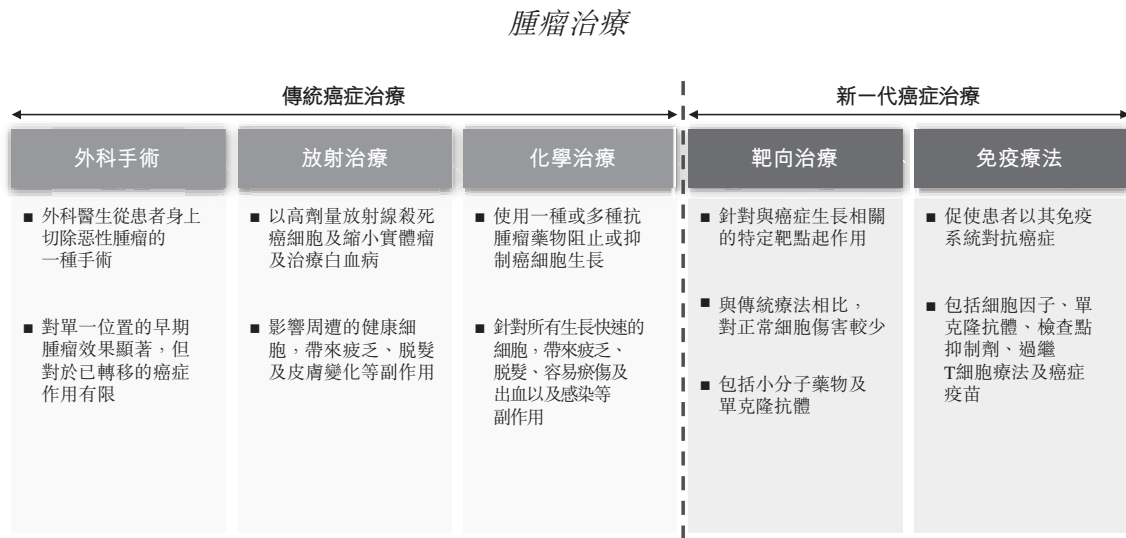 腫瘤治療
傳統癌症治療
新一代癌症治療
外科手術
放射治療
化學治療
靶向治療
免疫療法
■ 外科醫生從患者身上
切除惡性腫瘤的
一種手術
■ 對單一位置的早期
腫瘤效果顯著，但
對於已轉移的癌症
作用有限
■ 以高劑量放射線殺死
癌細胞及縮小實體瘤
及治療白血病
■ 影響周遭的健康細
胞，帶來疲乏、脫髮
及皮膚變化等副作用
■ 使用一種或多種抗
腫瘤藥物阻止或抑
制癌細胞生長
■ 針對所有生長快速的
細胞，帶來疲乏、
脫髮、容易瘀傷及
出血以及感染等
副作用
■ 針對與癌症生長相關
的特定靶點起作用
■ 與傳統療法相比，
對正常細胞傷害較少
■ 包括小分子藥物及
單克隆抗體
■ 促使患者以其免疫
系統對抗癌症
■ 包括細胞因子、單
克隆抗體、檢查點
抑制劑、過繼
T細胞療法及癌症
疫苗